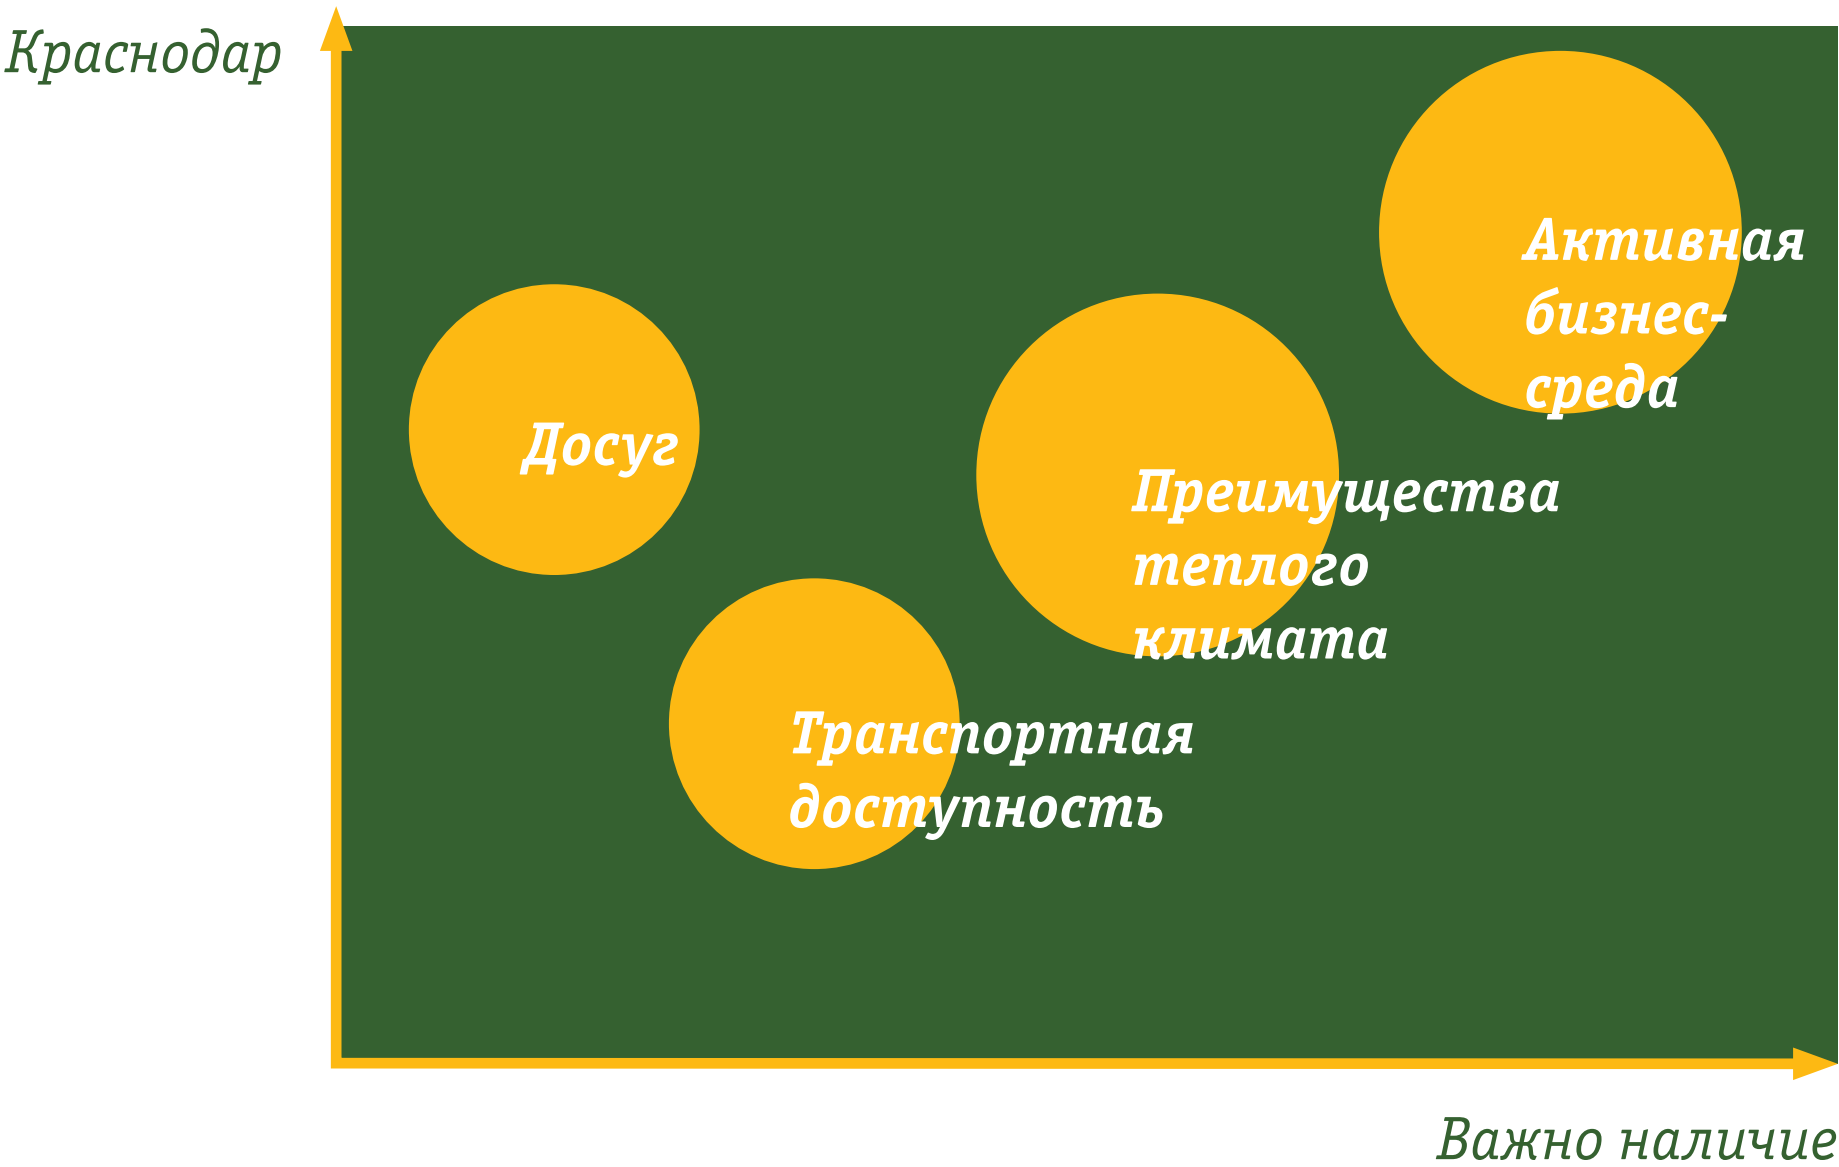 Краснодар
Активная
бизнес-
среда
Досуг
Преимущества
теплого
климата
Транспортная
доступность
Важно наличие